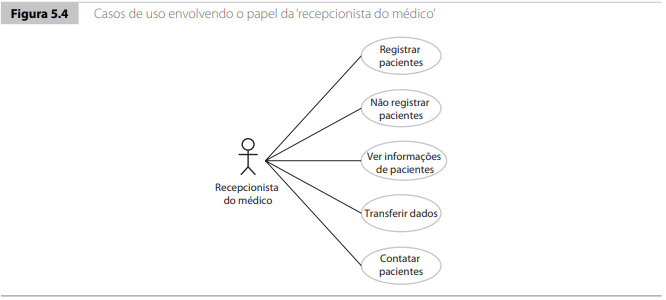 Figura 5.4 Casos de uso envolvendo o papel da ‘recepcionista do médico’
Registrar
pacientes
Não registrar
pacientes
Ver informações
de pacientes
Recepcionista
do médico
Transferir dados
Contatar
pacientes